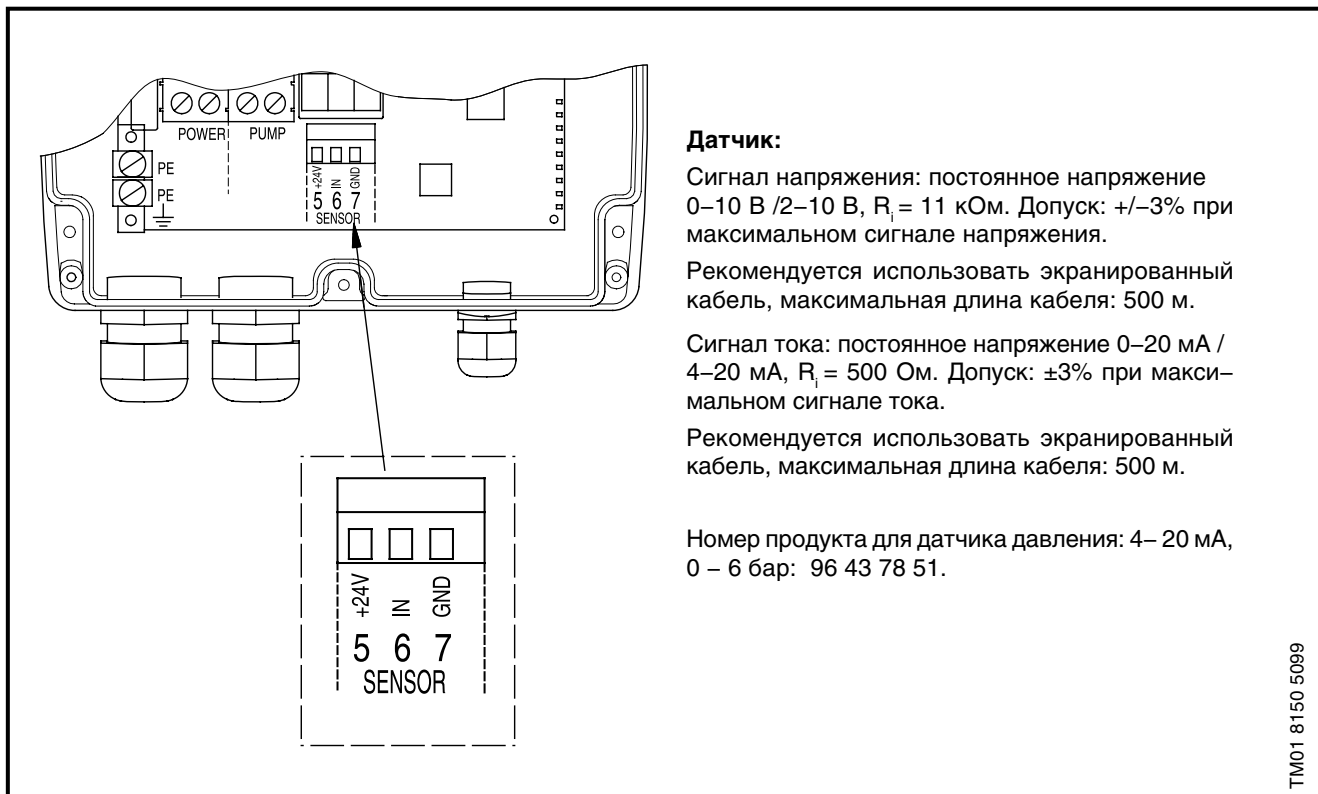 POWER PUMP
PE
PE
+24V IN GND
5 6 7
SENSOR
+24V IN GND
5 6 7
SENSOR
Датчик:
Сигнал напряжения: постоянное напряжение
0–10 В /2–10 В, Ri = 11 кОм. Допуск: +/–3% при
максимальном сигнале напряжения.
Рекомендуется использовать экранированный
кабель, максимальная длина кабеля: 500 м.
Сигнал тока: постоянное напряжение 0–20 мА /
4–20 мА, Ri = 500 Ом. Допуск: ±3% при макси–
мальном сигнале тока.
Рекомендуется использовать экранированный
кабель, максимальная длина кабеля: 500 м.
Номер продукта для датчика давления: 4– 20 мА,
0 – 6 бар: 96 43 78 51.
TM01 8150 5099